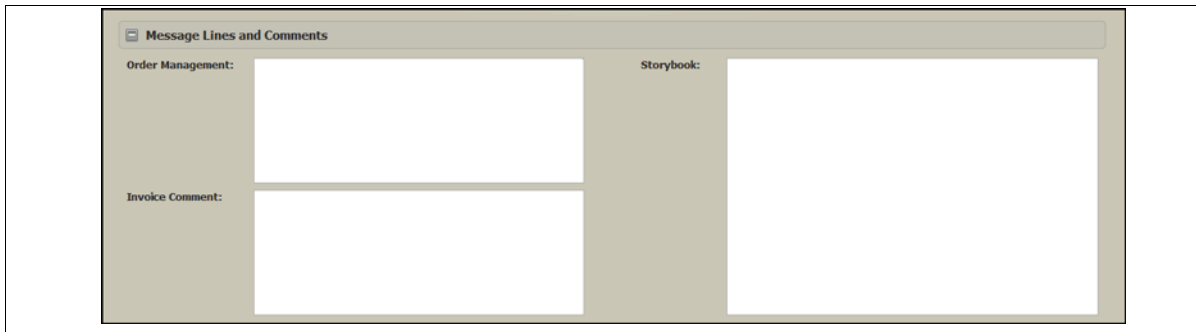 Message Lines and Comments
Order Management:
Storybook:
Invoice Comment: